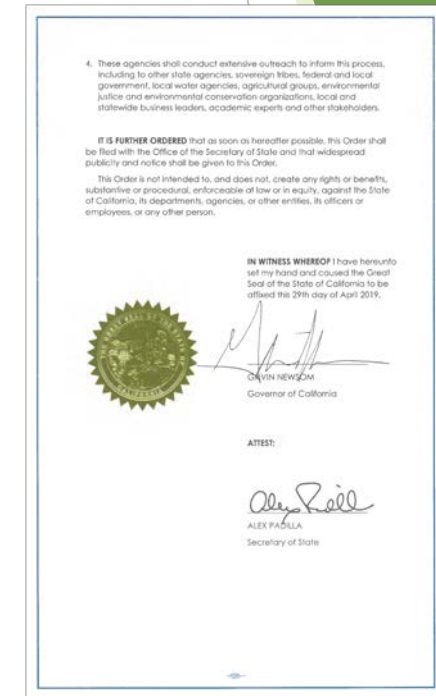 4. These agencies shall conduct extensive outreach to inform this process,
including to other state agencies, sovereign tribes, federal and local
government, local water agencies, agricultural groups, environmental
justice and environmental conservation organizations, local and
statewide business leaders, academic experts and other stakeholders.
IT IS FURTHER ORDERED that as soon as hereafter possible, this Order shall
be filed with the Office of the Secretary of State and that widespread
publicity and notice shall be given to this Order.
This Order is not intended to, and does not, create any rights or benefits,
substantive or procedural, enforceable at law or in equity, against the State
of California, its departments, agencies, or other entities, its officers or
employees, or any other person.
IN WITNESS WHEREOF I have hereunto
set my hand and caused the Great
Seal of the State of California to be
affixed this 29th day of April 2019.
GAVIN NEWSOM
Governor of California
CALIFORNIA
ATTEST:
ALEX PADILLA
Secretary of State